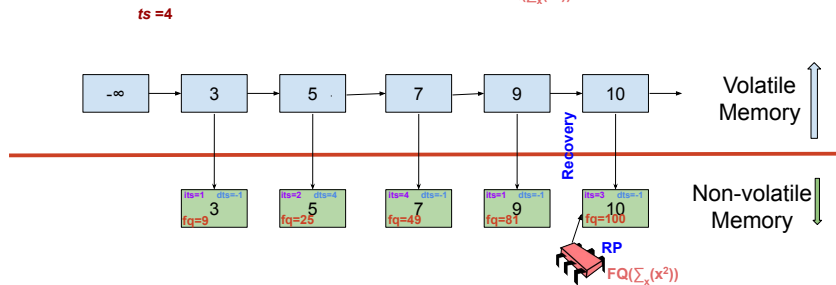 ts =4
-∞ 3 5 7 9 10
Volatile
Memory
Recovery
its=1 dts=-1
3
fq=9
its=2 dts=4
5
fq=25
its=4 dts=-1
7
fq=49
its=1 dts=-1
9
fq=81
its=3 dts=-1
10
fq=100
Non-volatile
Memory
RP
FQ(∑x(x²))